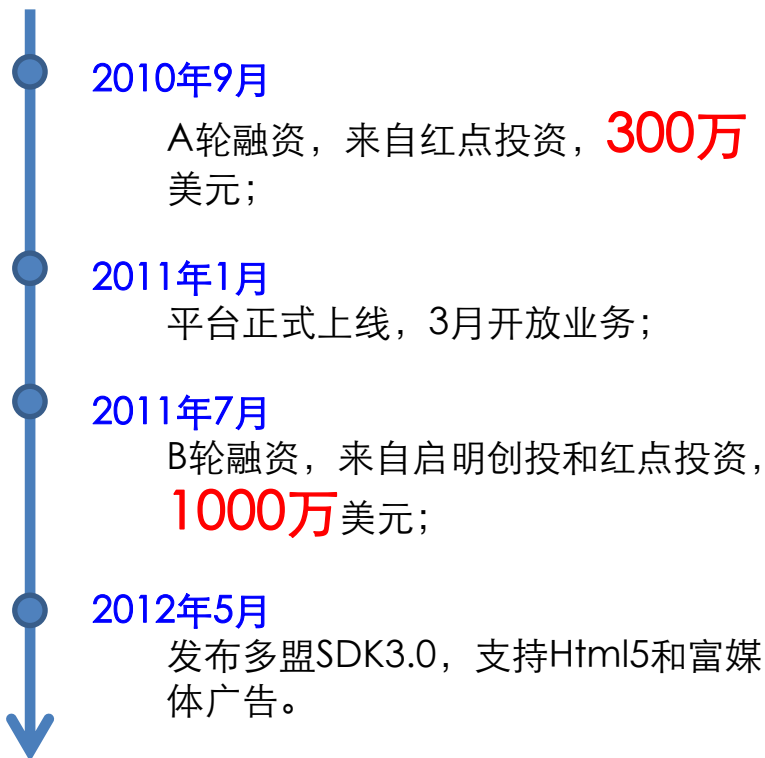 2010年9月
A轮融资，来自红点投资，300万
美元；
2011年1月
平台正式上线，3月开放业务；
2011年7月
B轮融资，来自启明创投和红点投资，
1000万美元；
2012年5月
发布多盟SDK3.0，支持Html5和富媒
体广告。